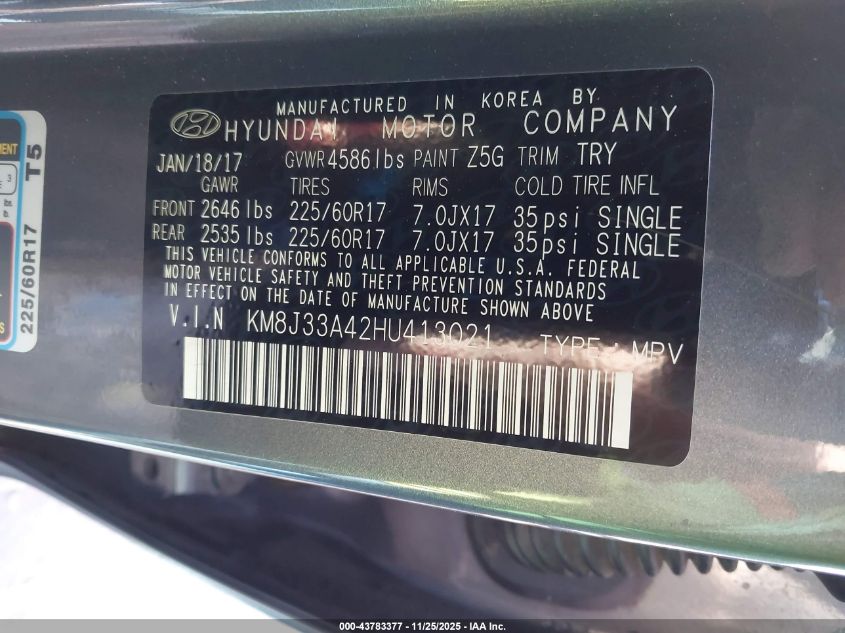 MANUFACTURED IN KOREA BY
HYUNDAI MOTOR COMPANY
JAN/18/17 GVWR 4586 lbs PAINT Z5G TRIM TRY
GAWR TIRES RIMS COLD TIRE INFL
FRONT 2646 lbs 225/60R17 7.0JX17 35psi SINGLE
REAR 2535 lbs 225/60R17 7.0JX17 35psi SINGLE
THIS VEHICLE CONFORMS TO ALL APPLICABLE U.S.A. FEDERAL
MOTOR VEHICLE SAFETY AND THEFT PREVENTION STANDARDS
IN EFFECT ON THE DATE OF MANUFACTURE SHOWN ABOVE
V.I.N KM8J33A42HU413021 TYPE : MPV
T5
225/60R17
3
lbs.
000-43783377 - 11/25/2025 - IAA Inc.